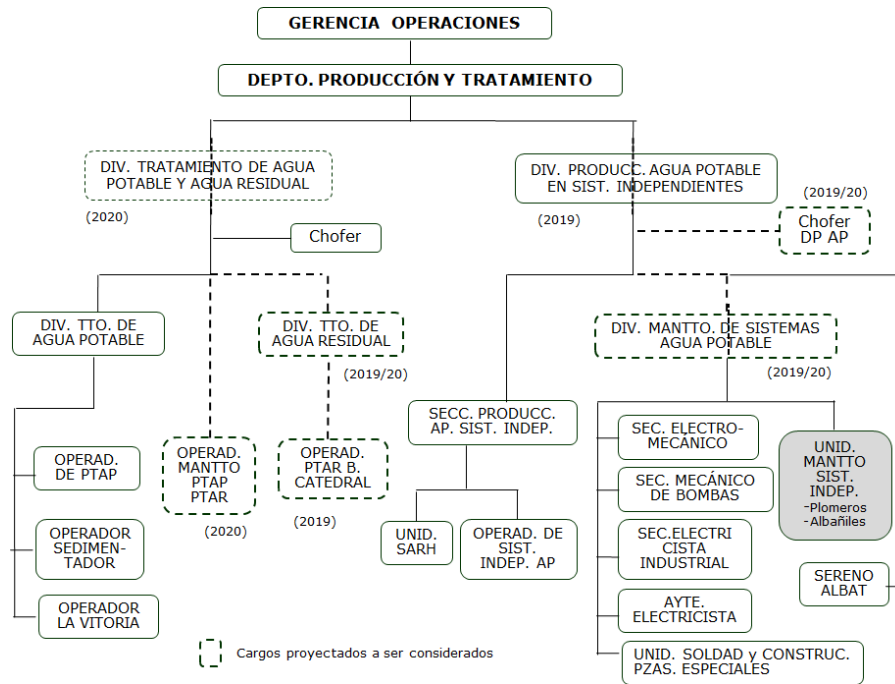 GERENCIA OPERACIONES
DEPTO. PRODUCCIÓN Y TRATAMIENTO
DIV. TRATAMIENTO DE AGUA
POTABLE Y AGUA RESIDUAL
(2020)
DIV. PRODUCC. AGUA POTABLE
EN SIST. INDEPENDIENTES
(2019)
(2019/20)
Chofer
DP AP
Chofer
DIV. TTO. DE
AGUA POTABLE
DIV. TTO. DE
AGUA RESIDUAL
(2019/20)
DIV. MANTTO. DE SISTEMAS
AGUA POTABLE
(2019/20)
OPERAD.
DE PTAP
OPERADOR
SEDIMEN-
TADOR
OPERADOR
LA VITORIA
OPERAD.
MANTTO
PTAP
PTAR
(2020)
OPERAD.
PTAR B.
CATEDRAL
(2019)
SECC. PRODUCC.
AP. SIST. INDEP.
UNID.
SARH
OPERAD. DE
SIST.
INDEP. AP
SEC. ELECTRO-
MECÁNICO
SEC. MECÁNICO
DE BOMBAS
SEC.ELECTRI
CISTA
INDUSTRIAL
AYTE.
ELECTRICISTA
UNID. SOLDAD y CONSTRUC.
PZAS. ESPECIALES
UNID.
MANTTO
SIST.
INDEP.
-Plomeros
-Albañiles
SERENO
ALBAT
Cargos proyectados a ser considerados